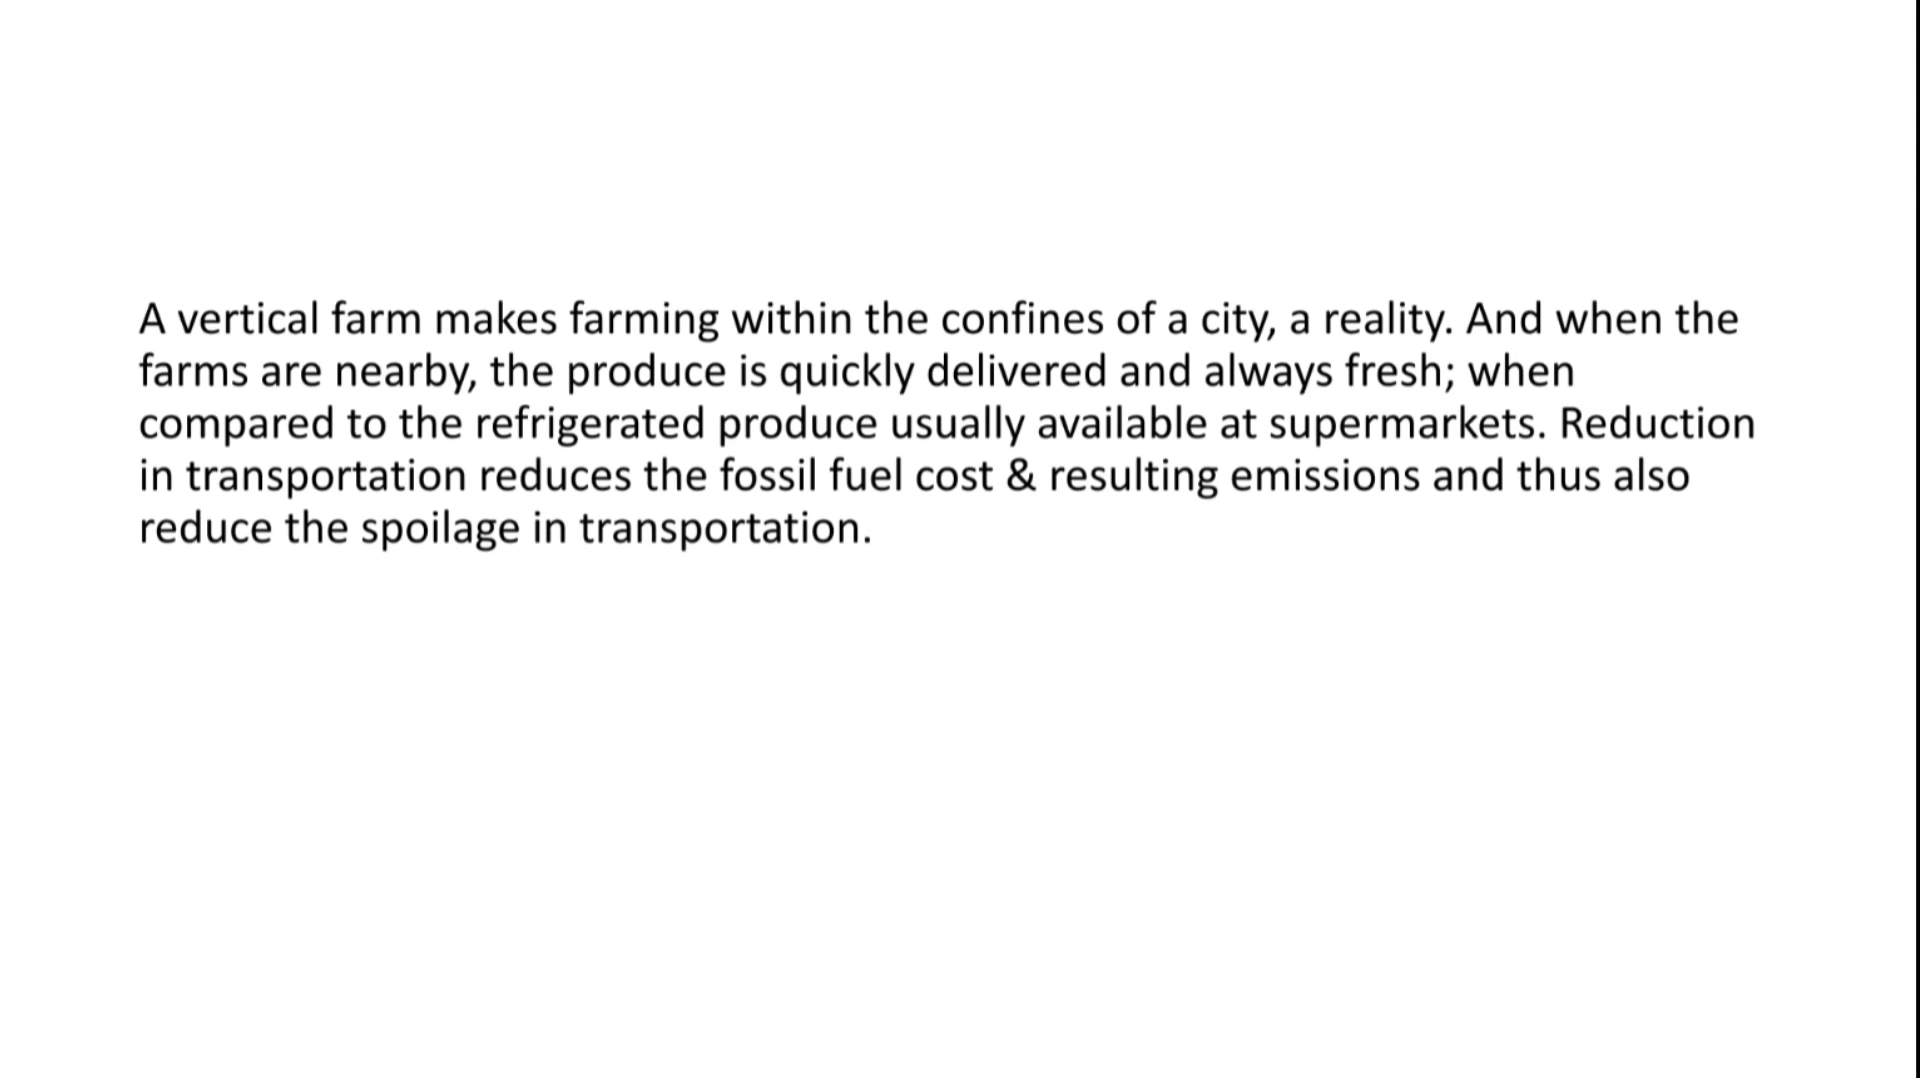 A vertical farm makes farming within the confines of a city, a reality. And when the
farms are nearby, the produce is quickly delivered and always fresh; when
compared to the refrigerated produce usually available at supermarkets. Reduction
in transportation reduces the fossil fuel cost & resulting emissions and thus also
reduce the spoilage in transportation.